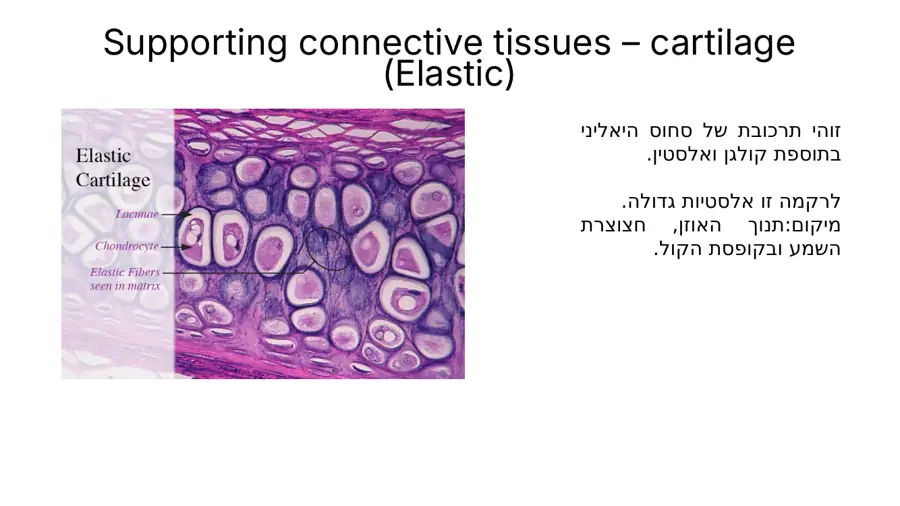 Supporting connective tissues – cartilage
(Elastic)
Elastic
Cartilage
Lacunae
Chondrocyte
Elastic Fibers
seen in matrix
זוהי תרכובת של סחוס היאליני
בתוספת קולגן ואלסטין.
לרקמה זו אלסטיות גדולה.
מיקום:תנוך האוזן, חצוצרת
השמע ובקופסת הקול.